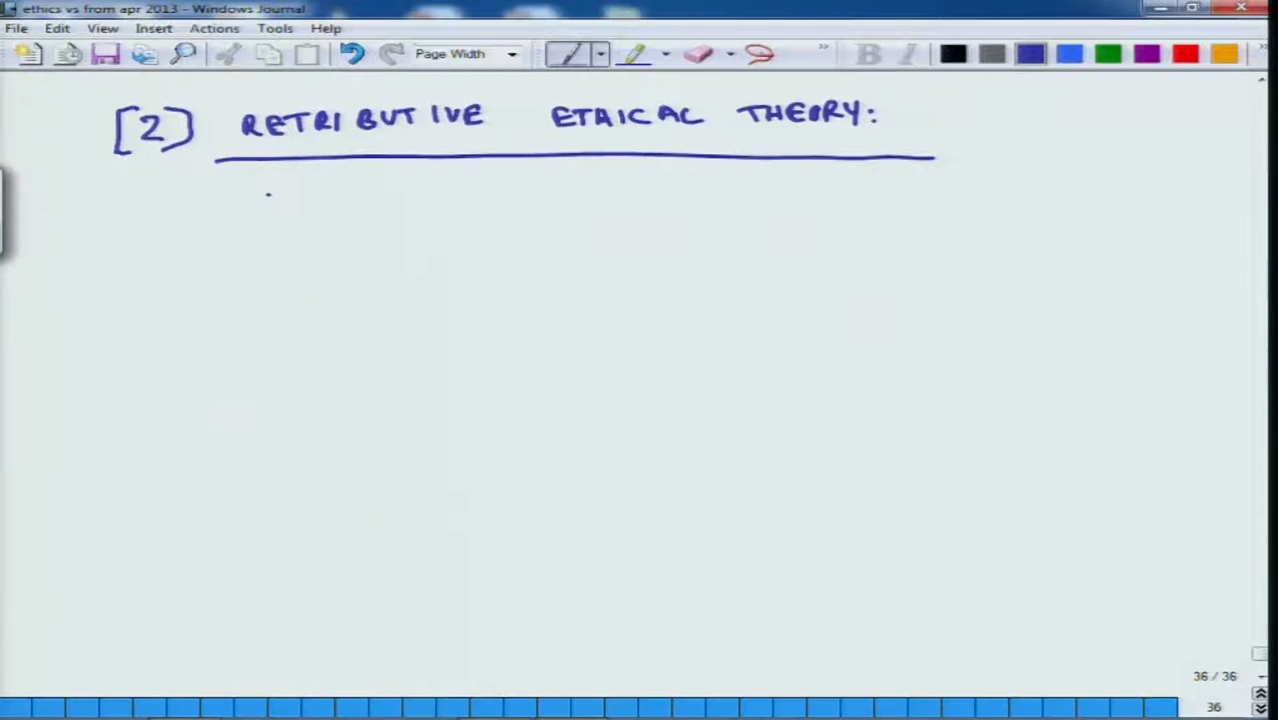 ethics vs from apr 2013 - Windows Journal
File Edit View Insert Actions Tools Help
Page Width
B I
[2] RETRIBUTIVE ETHICAL THEORY:
36 / 36
36